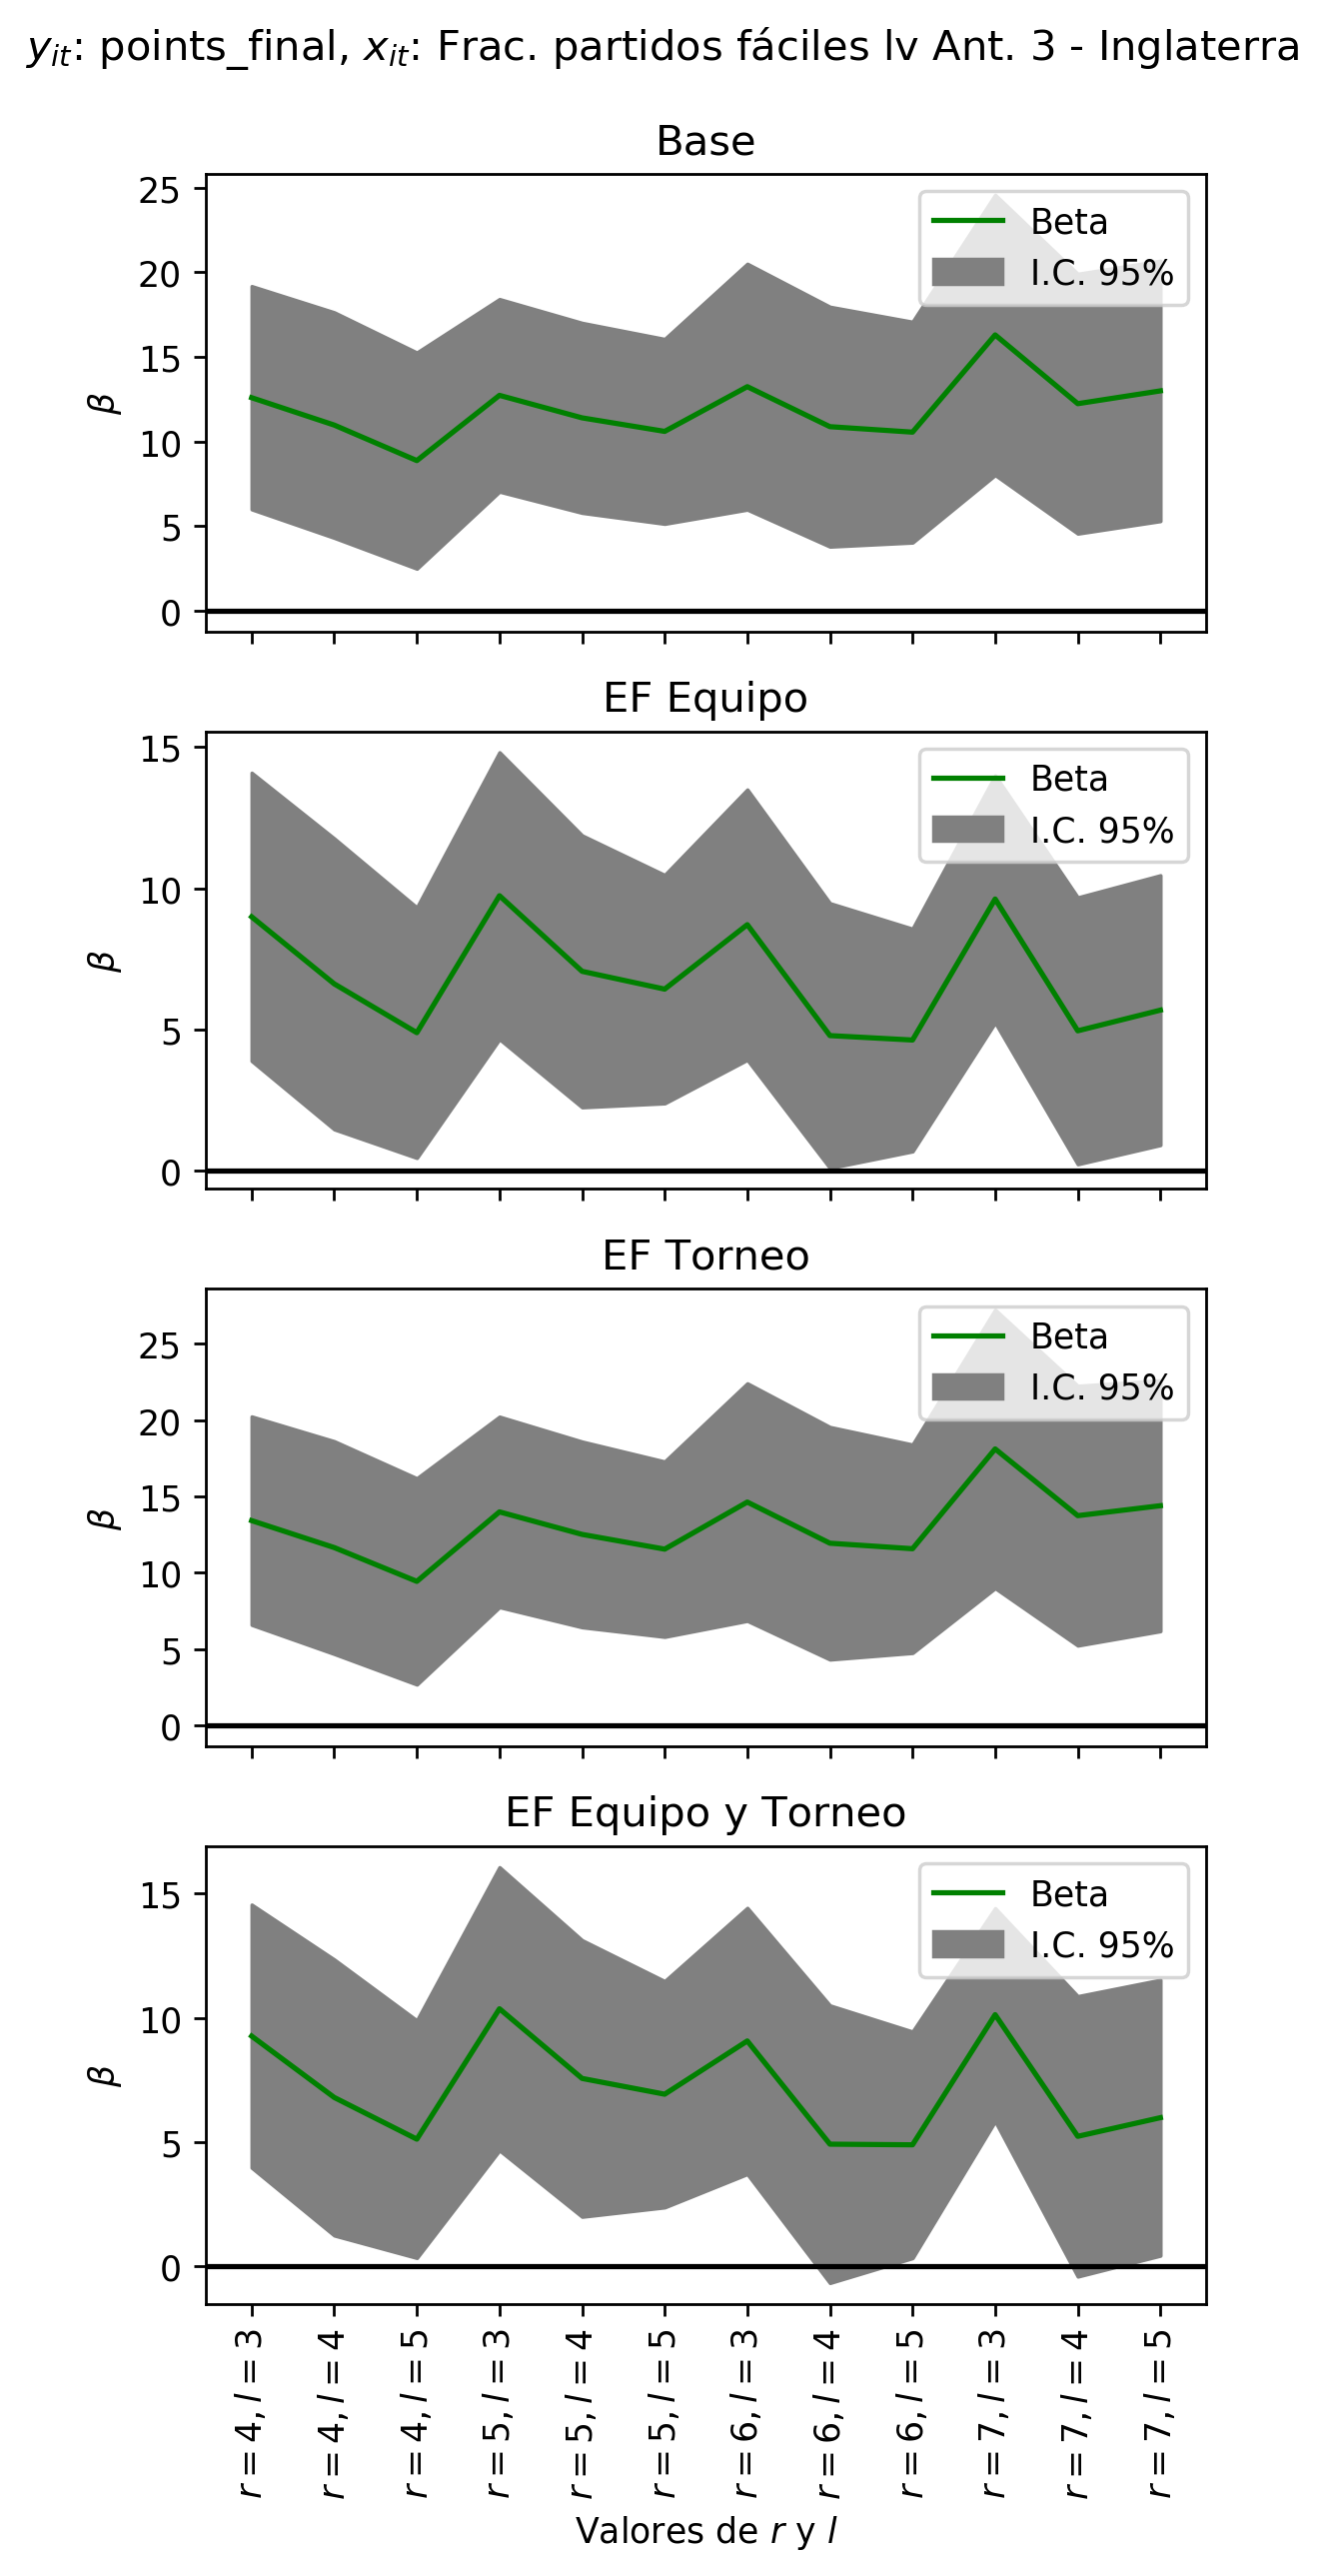 y_it: points_final, x_it: Frac. partidos fáciles lv Ant. 3 - Inglaterra
Base
25
20
15
10
5
0
β
Beta
I.C. 95%
EF Equipo
15
10
5
0
β
Beta
I.C. 95%
EF Torneo
25
20
15
10
5
0
β
Beta
I.C. 95%
EF Equipo y Torneo
15
10
5
0
β
Beta
I.C. 95%
r = 4, l = 3
r = 4, l = 4
r = 4, l = 5
r = 5, l = 3
r = 5, l = 4
r = 5, l = 5
r = 6, l = 3
r = 6, l = 4
r = 6, l = 5
r = 7, l = 3
r = 7, l = 4
r = 7, l = 5
Valores de r y l